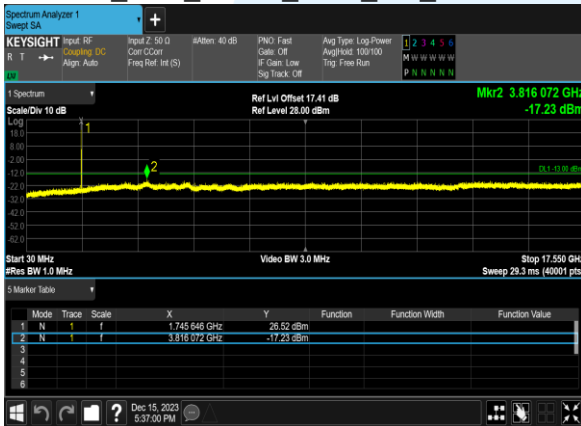 Spectrum Analyzer 1
Swept SA
+
KEYSIGHT Input: RF Input Z: 50 Ω #Atten: 40 dB PNO: Fast Avg Type: Log-Power 1 2 3 4 5 6
R T Coupling: DC Corr CCorr Gate: Off Avg|Hold: 100/100 M W W W W W
Align: Auto Freq Ref: Int (S) IF Gain: Low Trig: Free Run
Sig Track: Off P N N N N N
1 Spectrum Ref Lvl Offset 17.41 dB Mkr2 3.816 072 GHz
Scale/Div 10 dB Ref Level 28.00 dBm -17.23 dBm
Log
1
18.0
8.00
-2.00
2
DL1 -13.00 dBm
-12.0
-22.0
-32.0
-42.0
-52.0
-62.0
Start 30 MHz Video BW 3.0 MHz Stop 17.550 GHz
#Res BW 1.0 MHz Sweep 29.3 ms (40001 pts)
5 Marker Table
Mode Trace Scale X Y Function Function Width Function Value
1 N 1 f 1.745 646 GHz 26.52 dBm
2 N 1 f 3.816 072 GHz -17.23 dBm
3
4
5
6
? Dec 15, 2023
5:37:00 PM